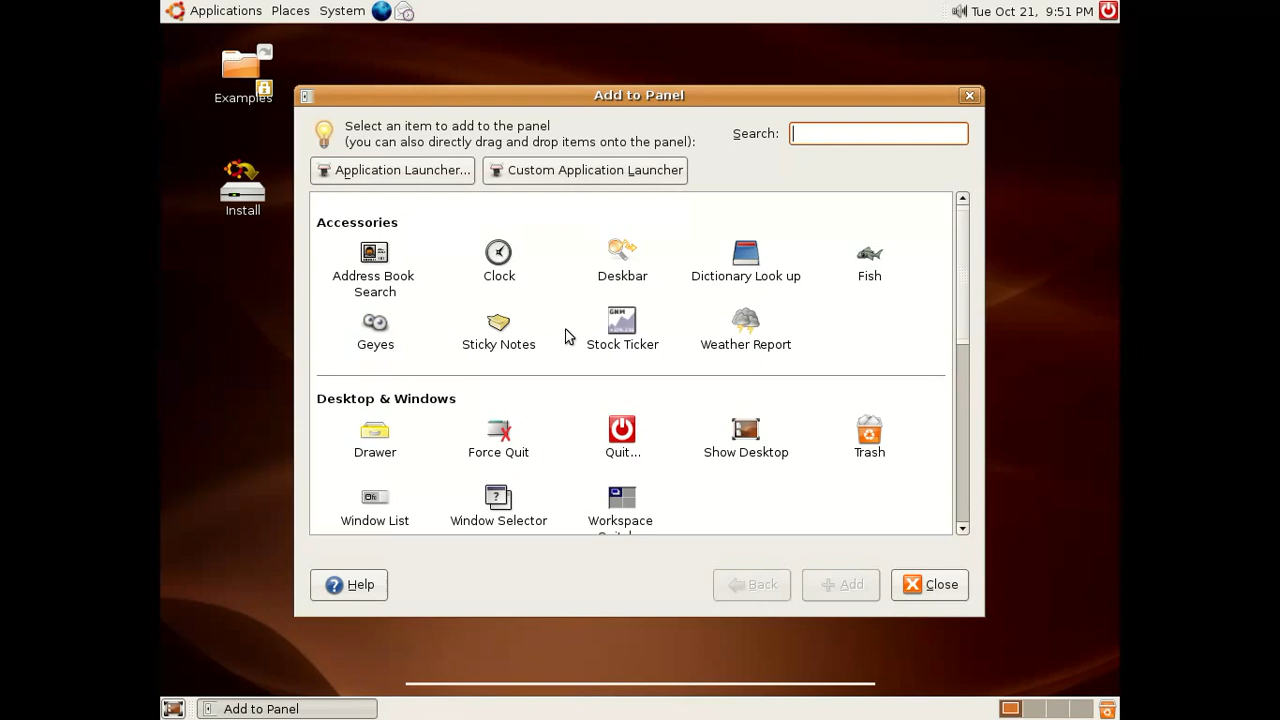 Applications Places System
Tue Oct 21, 9:51 PM
Examples
Install
Add to Panel
Select an item to add to the panel
(you can also directly drag and drop items onto the panel):
Search:
Application Launcher...
Custom Application Launcher
Accessories
Address Book
Search
Clock
Deskbar
Dictionary Look up
Fish
Geyes
Sticky Notes
GNM
Stock Ticker
Weather Report
Desktop & Windows
Drawer
Force Quit
Quit...
Show Desktop
Trash
Window List
Window Selector
Workspace
Help
Back
Add
Close
Add to Panel